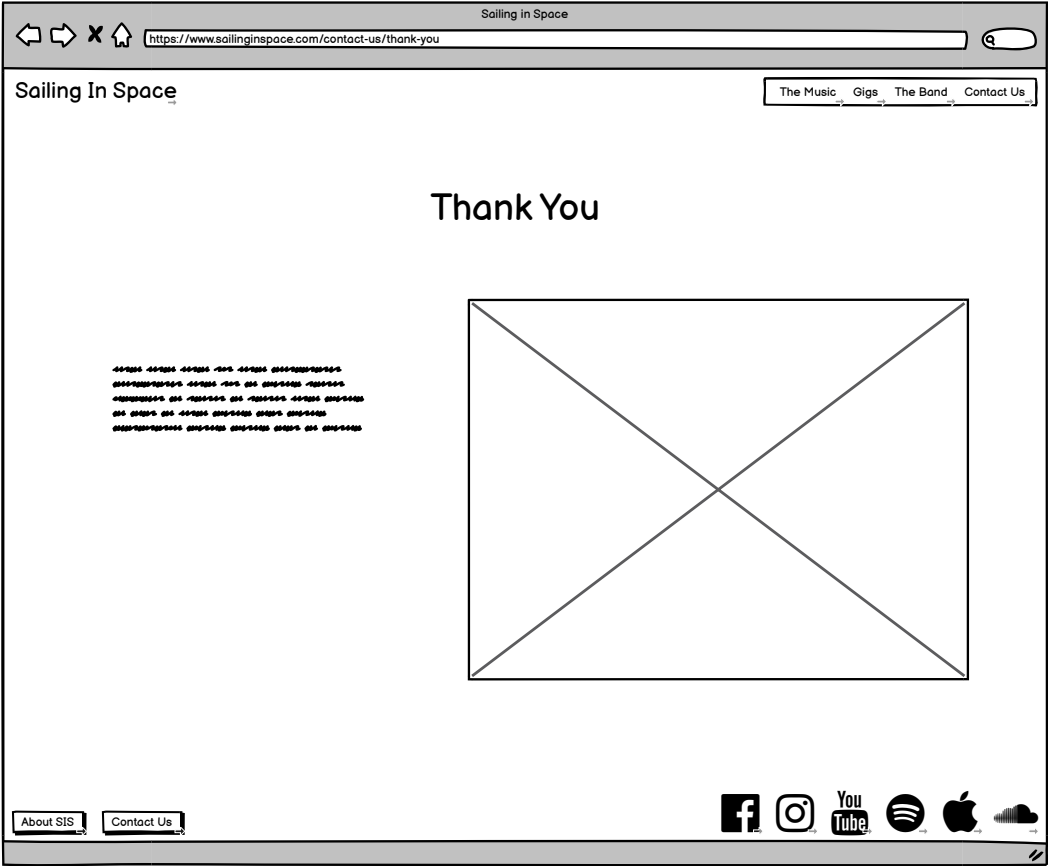 Sailing in Space
https://www.sailinginspace.com/contact-us/thank-you
Sailing In Space
The Music Gigs The Band Contact Us
Thank You
About SIS Contact Us
You
Tube